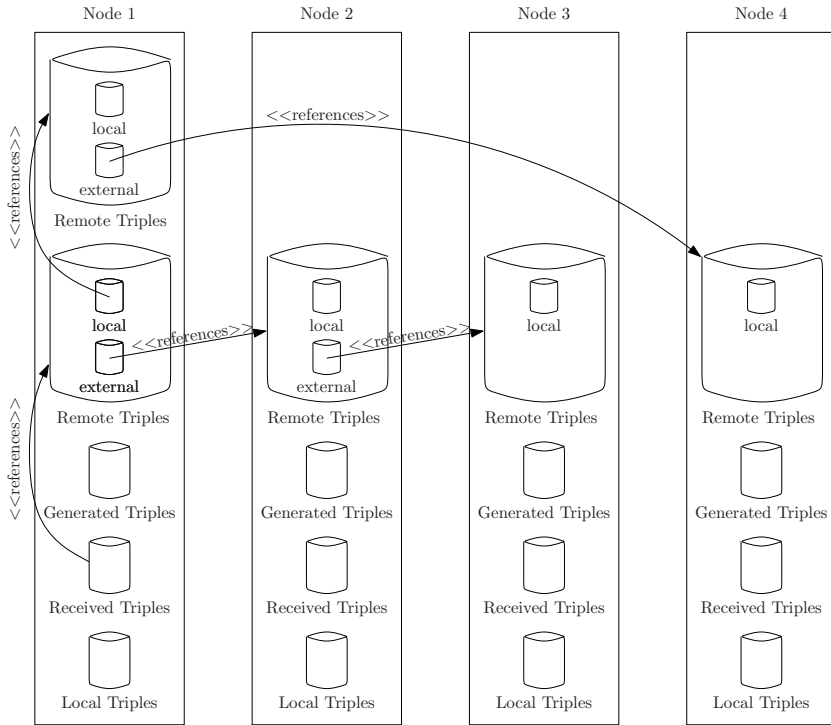 Node 1
Node 2
Node 3
Node 4
local
external
Remote Triples
<<references>>
<<references>>
local
external
Remote Triples
<<references>>
local
external
Remote Triples
<<references>>
local
Remote Triples
local
Remote Triples
<<references>>
Generated Triples
Generated Triples
Generated Triples
Generated Triples
Received Triples
Received Triples
Received Triples
Received Triples
Local Triples
Local Triples
Local Triples
Local Triples